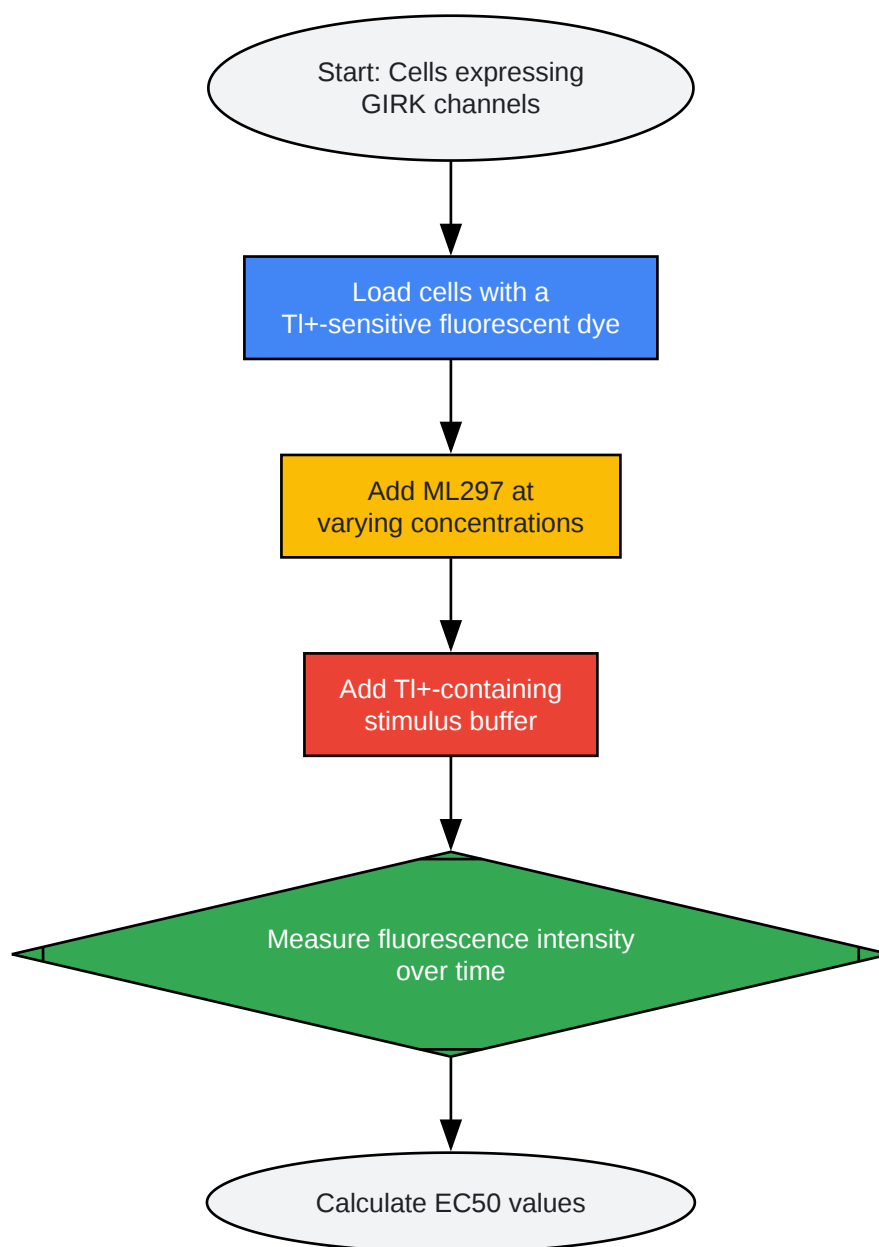 Start: Cells expressing
GIRK channels
Load cells with a
Tl+-sensitive fluorescent dye
Add ML297 at
varying concentrations
Add Tl+-containing
stimulus buffer
Measure fluorescence intensity
over time
Calculate EC50 values